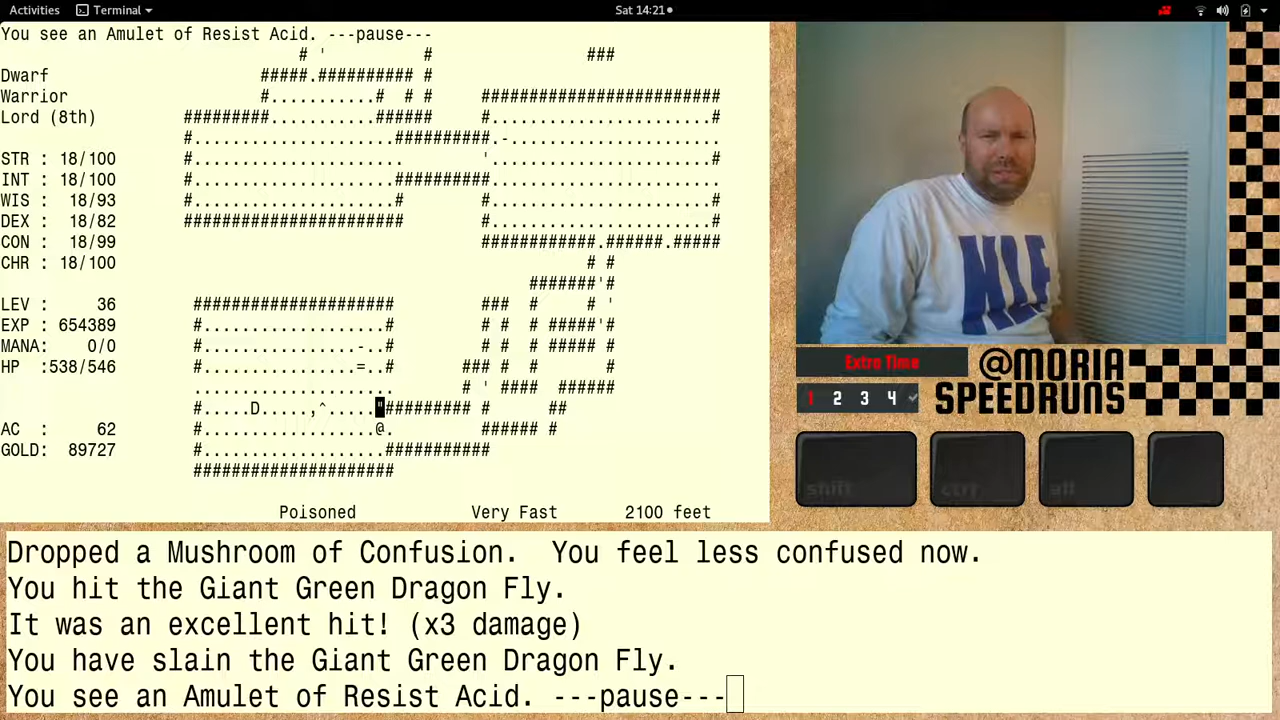 Activities Terminal Sat 14:21
You see an Amulet of Resist Acid. ---pause---
# ' # ###
Dwarf #####.########## #
Warrior #...........# # # ########################
Lord (8th) #########............###### #.......................#
#........................##########.-.........................
STR : 18/100 #......................... '.......................#
INT : 18/100 #........................##########..........................
WIS : 18/93 #.......................# #.......................#
DEX : 18/82 ###################### #.......................#
CON : 18/99 ############.######.#####
CHR : 18/100 # #
#######'#
LEV : 36 #################### ### # # '
EXP : 654389 #..................# # # # #####'#
MANA: 0/0 #................-..# # # # ##### #
HP :538/546 #................=..# ### # # #
.................... # ' #### ######
#.....D.....,^....."######### # ##
AC : 62 #.................@. ###### #
GOLD: 89727 #.................##########
####################
Poisoned Very Fast 2100 feet
NLF
Extro Time
@MORIA
SPEEDRUNS
1 2 3 4
shift ctrl alt
Dropped a Mushroom of Confusion. You feel less confused now.
You hit the Giant Green Dragon Fly.
It was an excellent hit! (x3 damage)
You have slain the Giant Green Dragon Fly.
You see an Amulet of Resist Acid. ---pause---